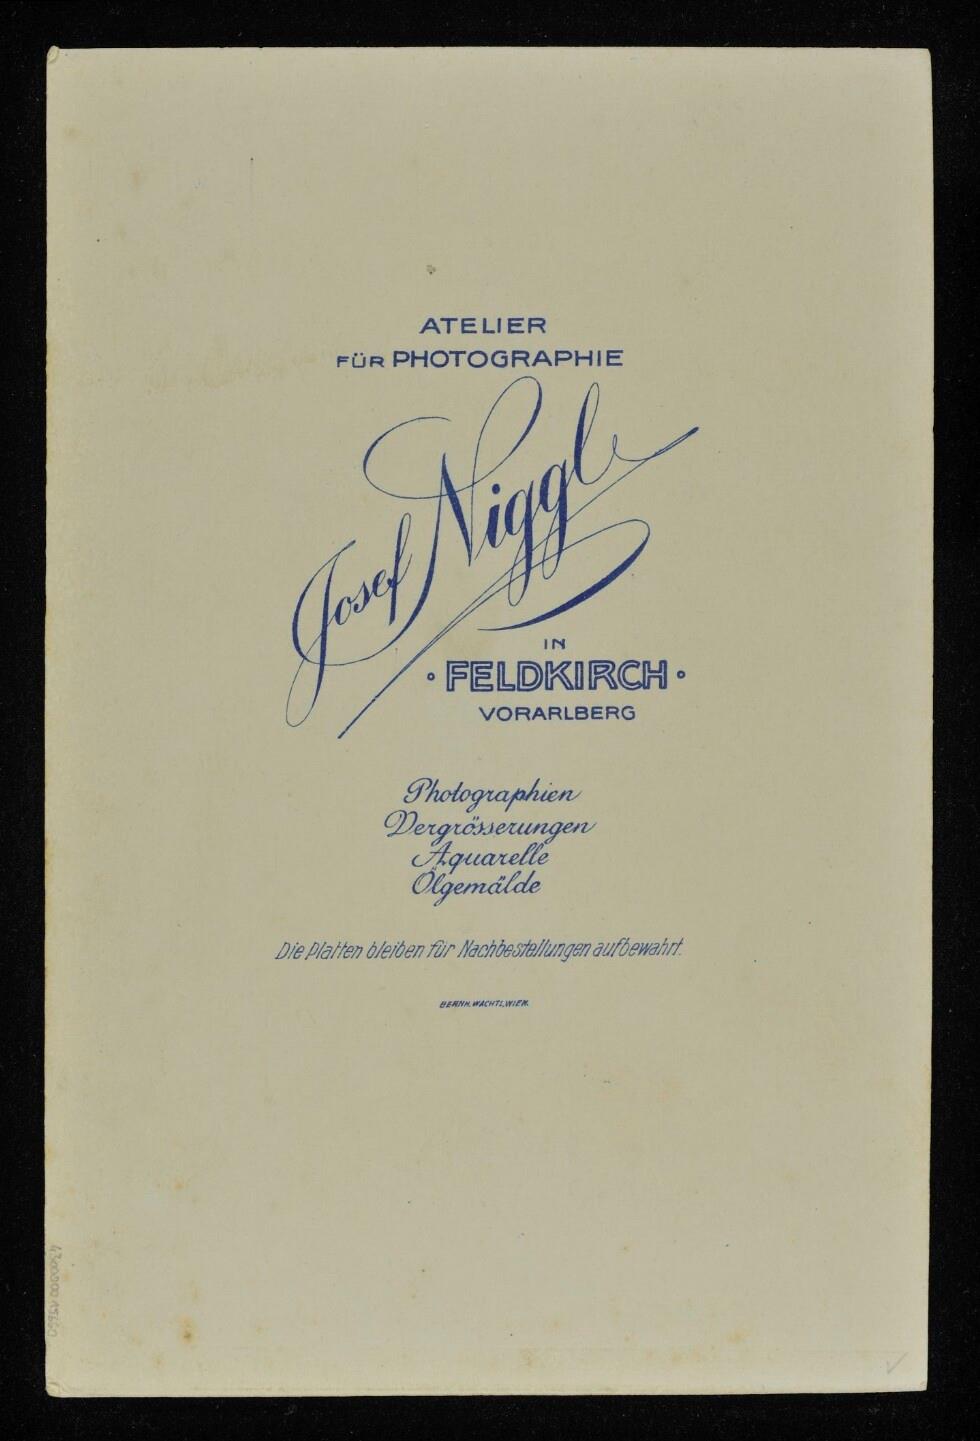 ATELIER
FÜR PHOTOGRAPHIE
Josef Niggl
IN
· FELDKIRCH ·
VORARLBERG
Photographien
Vergrösserungen
Aquarelle
Ölgemälde
Die Platten bleiben für Nachbestellungen aufbewahrt.
BERNH. WACHTL, WIEN.